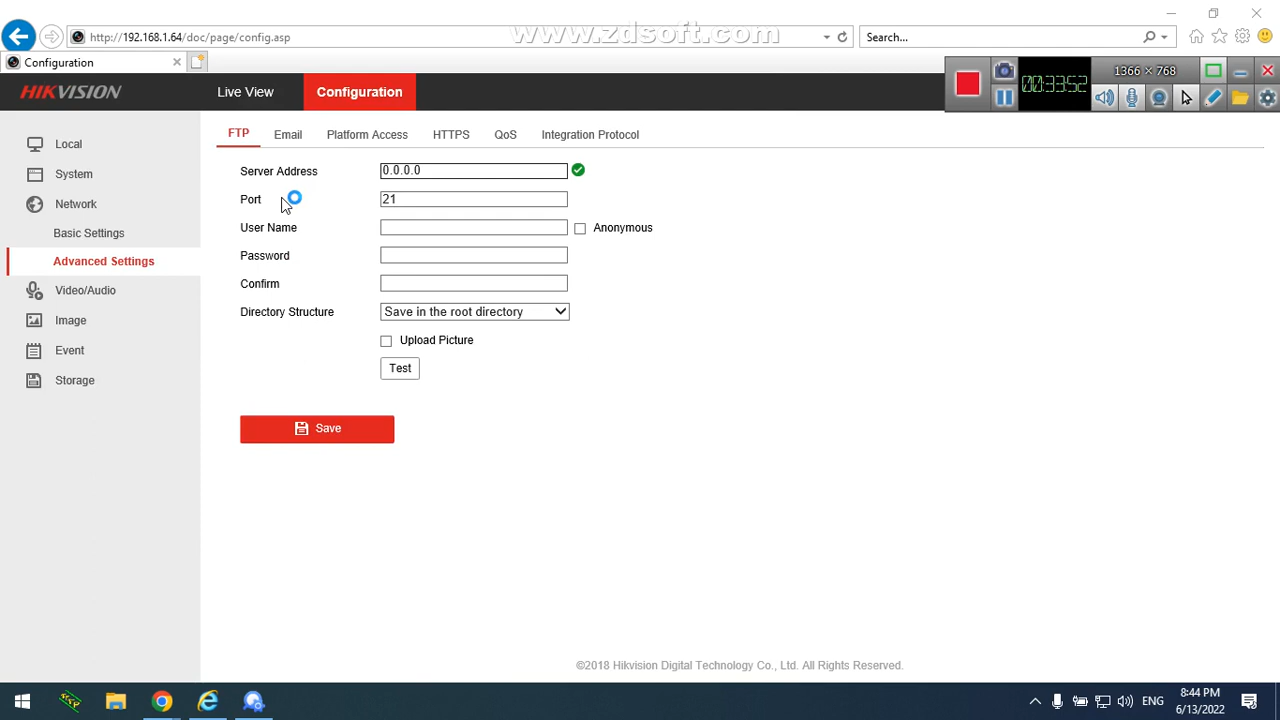 http://192.168.1.64/doc/page/config.asp
www.zdsoft.com
Search...
Configuration
1366 × 768
00:33:52
HIKVISION
Live View
Configuration
FTP
Email
Platform Access
HTTPS
QoS
Integration Protocol
Local
System
Network
Basic Settings
Advanced Settings
Video/Audio
Image
Event
Storage
Server Address
0.0.0.0
Port
21
User Name
Anonymous
Password
Confirm
Directory Structure
Save in the root directory
Upload Picture
Test
Save
©2018 Hikvision Digital Technology Co., Ltd. All Rights Reserved.
ENG
8:44 PM
6/13/2022